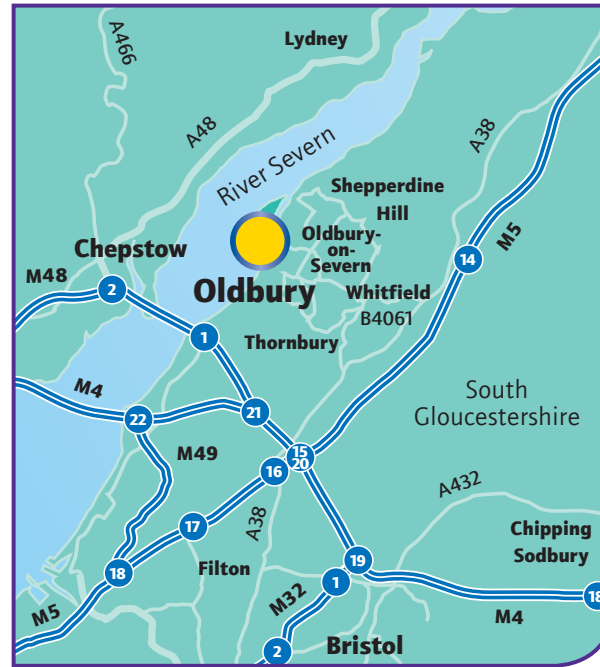 A466
Lydney
A48
A38
River Severn
Shepperdine
Hill
M5
Oldbury-
on-
Severn
Chepstow
14
M48
2
Oldbury
Whitfield
B4061
1
Thornbury
M4
South
Gloucestershire
21
22
M49
15
20
16
A432
17
A38
Chipping
Sodbury
19
18
Filton
M32
1
18
M5
M4
Bristol
2